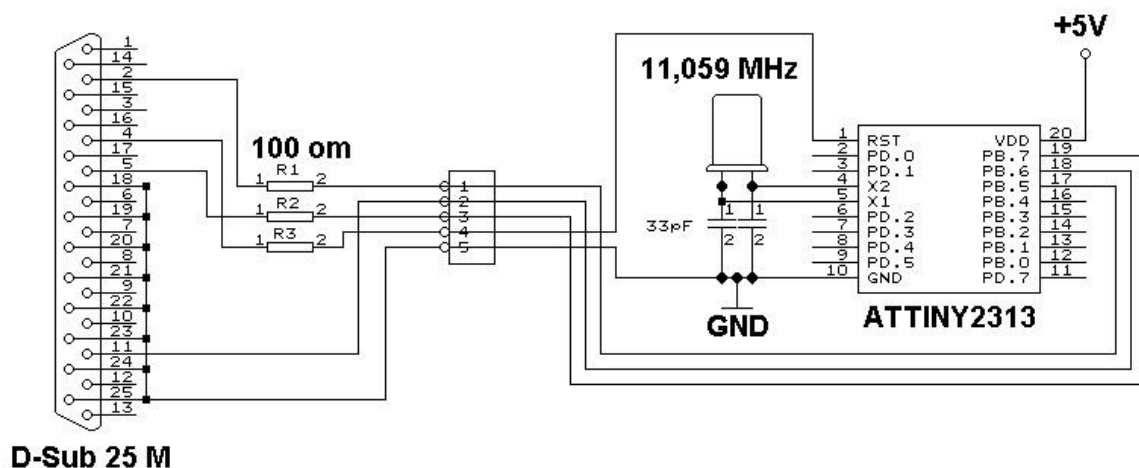 +5V
11,059 MHz
1
14
2
15
3
16
4
17
5
18
6
19
7
20
8
21
9
22
10
23
11
24
12
25
13
100 om
1 R1 2
1 R2 2
1 R3 2
1
2
3
4
5
33pF
1 1
2 2
GND
1 RST VDD 20
2 PD.0 PB.7 19
3 PD.1 PB.6 18
4 X2 PB.5 17
5 X1 PB.4 16
6 PD.2 PB.3 15
7 PD.3 PB.2 14
8 PD.4 PB.1 13
9 PD.5 PB.0 12
10 GND PD.7 11
ATTINY2313
D-Sub 25 M